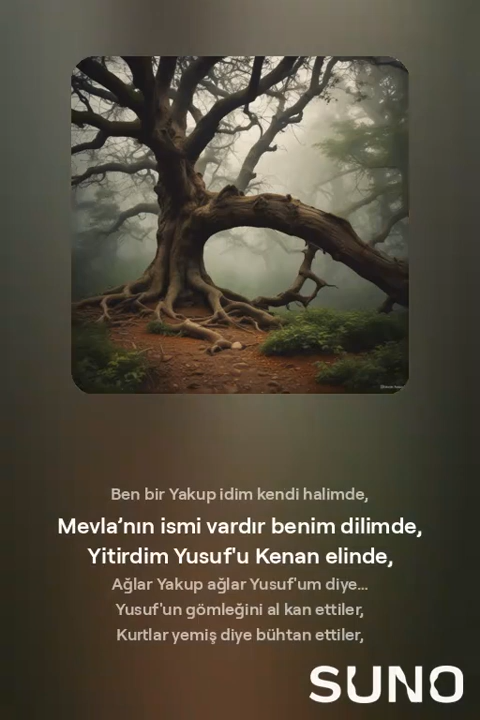 Ben bir Yakup idim kendi halimde,
Mevla’nın ismi vardır benim dilimde,
Yitirdim Yusuf'u Kenan elinde,
Ağlar Yakup ağlar Yusuf'um diye...
Yusuf'un gömleğini al kan ettiler,
Kurtlar yemiş diye bühtan ettiler,
SUNO